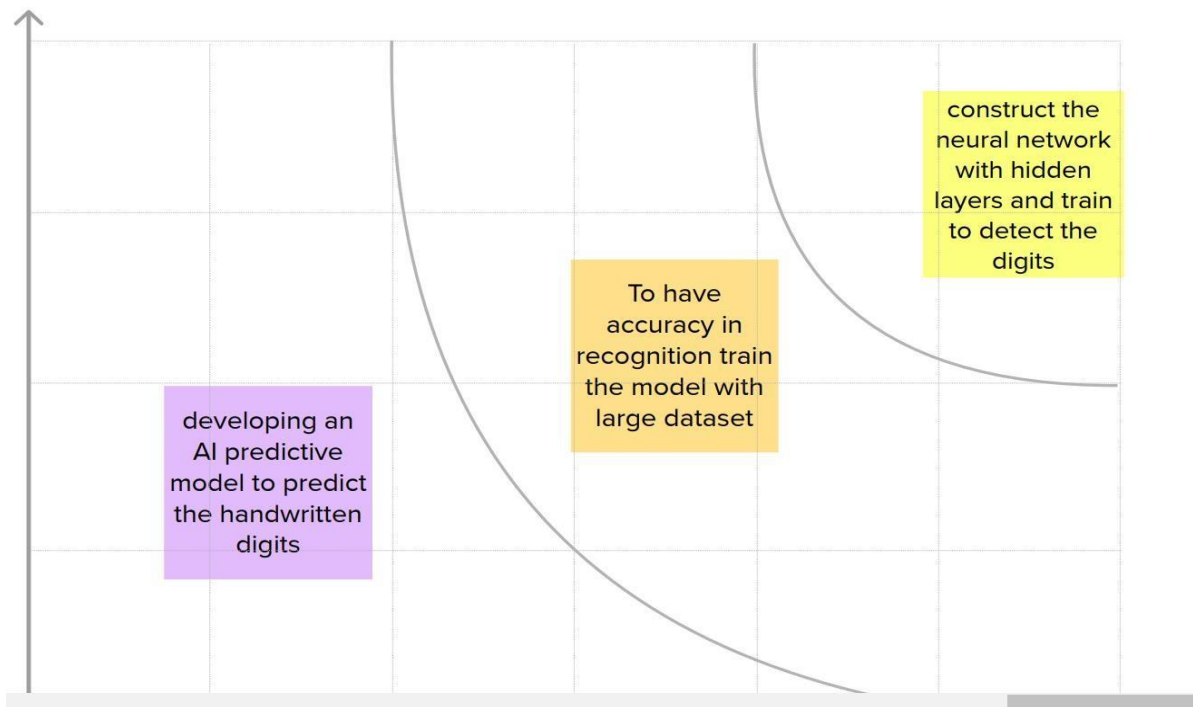 construct the
neural network
with hidden
layers and train
to detect the
digits
To have
accuracy in
recognition train
the model with
large dataset
developing an
AI predictive
model to predict
the handwritten
digits